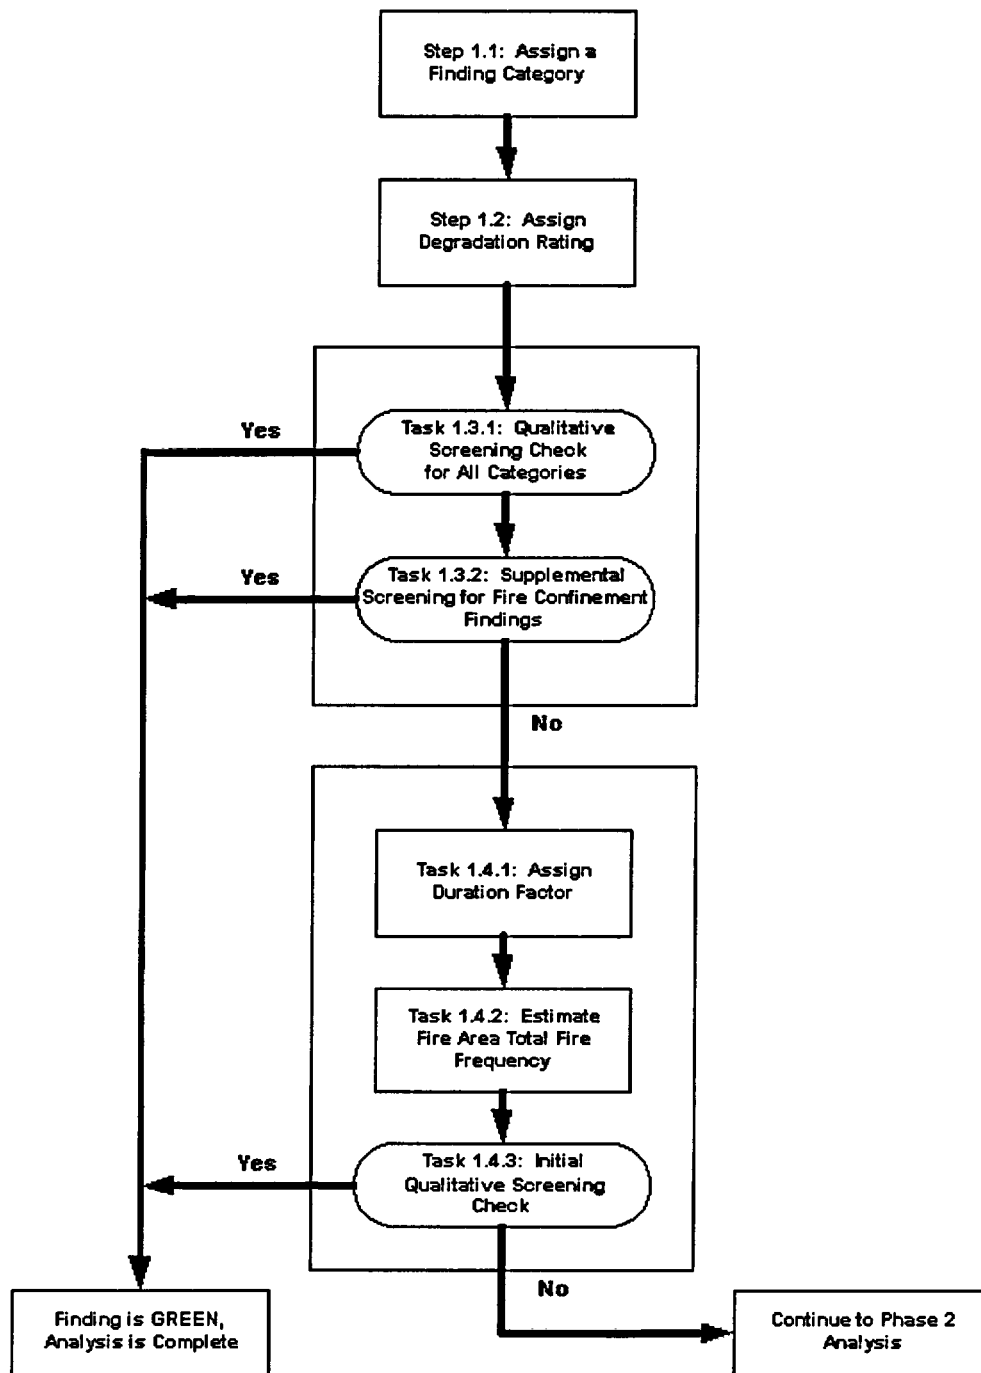 Step 1.1: Assign a
Finding Category
Step 1.2: Assign
Degradation Rating
Yes
Task 1.3.1: Qualitative
Screening Check
for All Categories
Yes
Task 1.3.2: Supplemental
Screening for Fire Confinement
Findings
No
Task 1.4.1: Assign
Duration Factor
Task 1.4.2: Estimate
Fire Area Total Fire
Frequency
Yes
Task 1.4.3: Initial
Qualitative Screening
Check
No
Finding is GREEN,
Analysis is Complete
Continue to Phase 2
Analysis